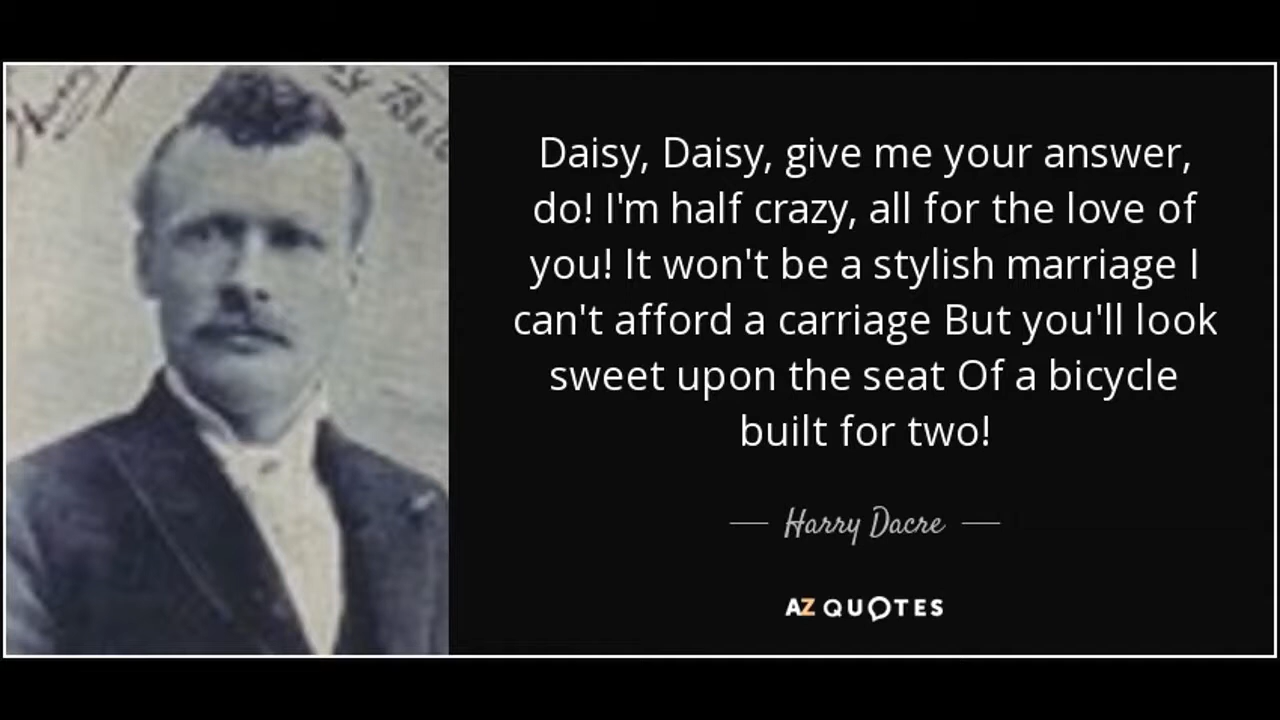 Daisy, Daisy, give me your answer,
do! I'm half crazy, all for the love of
you! It won't be a stylish marriage I
can't afford a carriage But you'll look
sweet upon the seat Of a bicycle
built for two!
Harry Dacre
AZ QUOTES